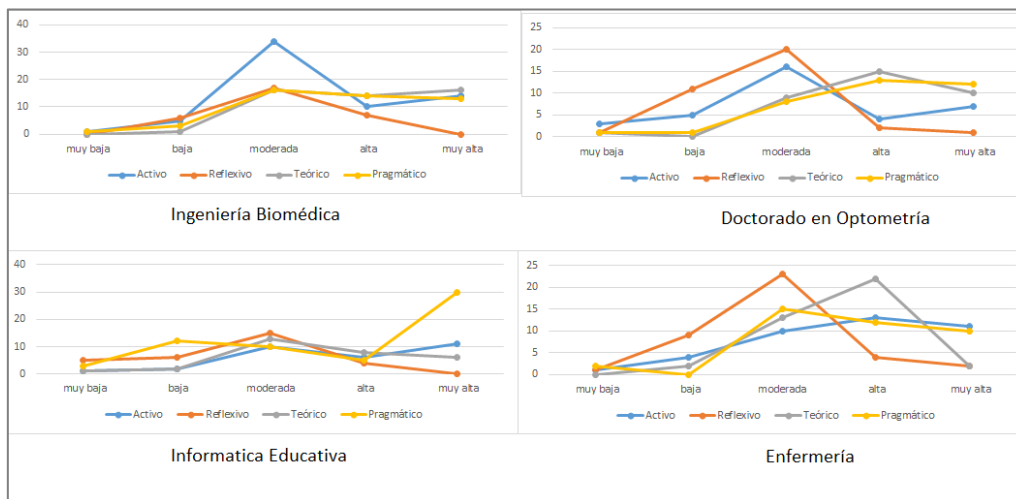 40
30
20
10
0
muy baja baja moderada alta muy alta
Activo Reflexivo Teórico Pragmático
Ingeniería Biomédica
25
20
15
10
5
0
muy baja baja moderada alta muy alta
Activo Reflexivo Teórico Pragmático
Doctorado en Optometría
40
30
20
10
0
muy baja baja moderada alta muy alta
Activo Reflexivo Teórico Pragmático
Informatica Educativa
25
20
15
10
5
0
muy baja baja moderada alta muy alta
Activo Reflexivo Teórico Pragmático
Enfermería